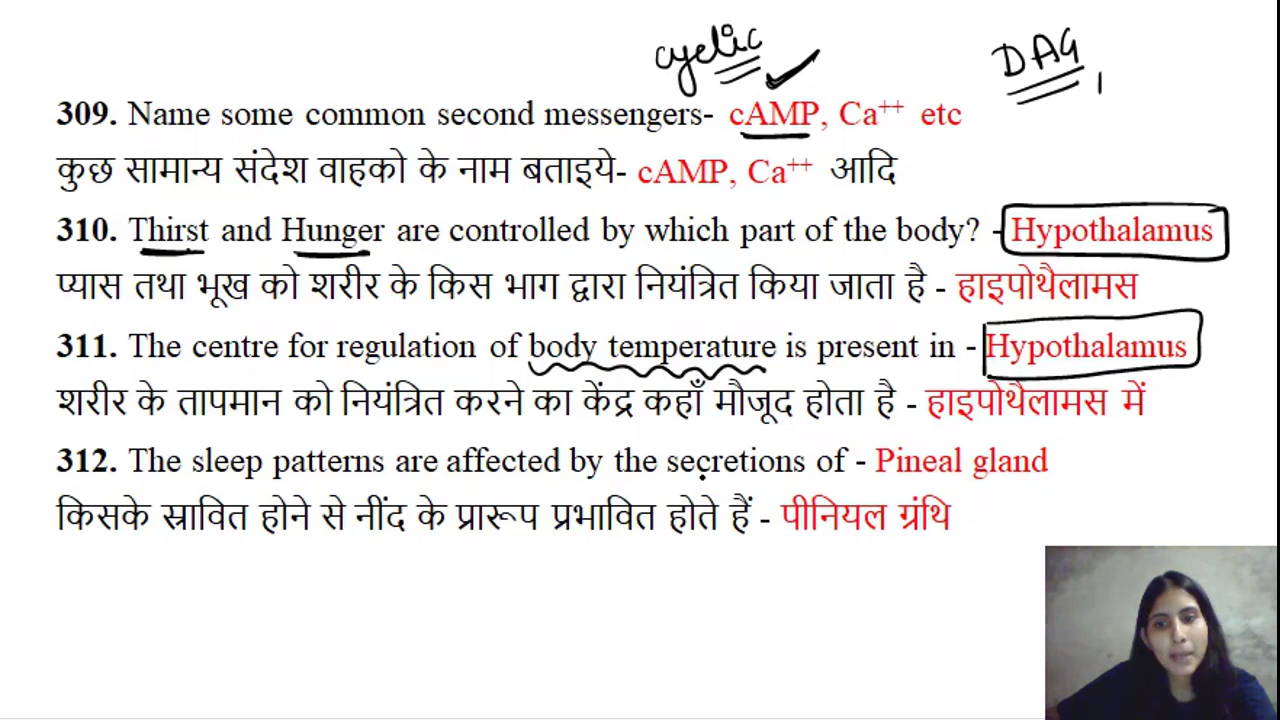 cyclic
DAG,
309. Name some common second messengers- cAMP, Ca⁺⁺ etc
कुछ सामान्य संदेश वाहको के नाम बताइये- cAMP, Ca⁺⁺ आदि
310. Thirst and Hunger are controlled by which part of the body? - Hypothalamus
प्यास तथा भूख को शरीर के किस भाग द्वारा नियंत्रित किया जाता है - हाइपोथैलामस
311. The centre for regulation of body temperature is present in - Hypothalamus
शरीर के तापमान को नियंत्रित करने का केंद्र कहाँ मौजूद होता है - हाइपोथैलामस में
312. The sleep patterns are affected by the secretions of - Pineal gland
किसके स्रावित होने से नींद के प्रारूप प्रभावित होते हैं - पीनियल ग्रंथि